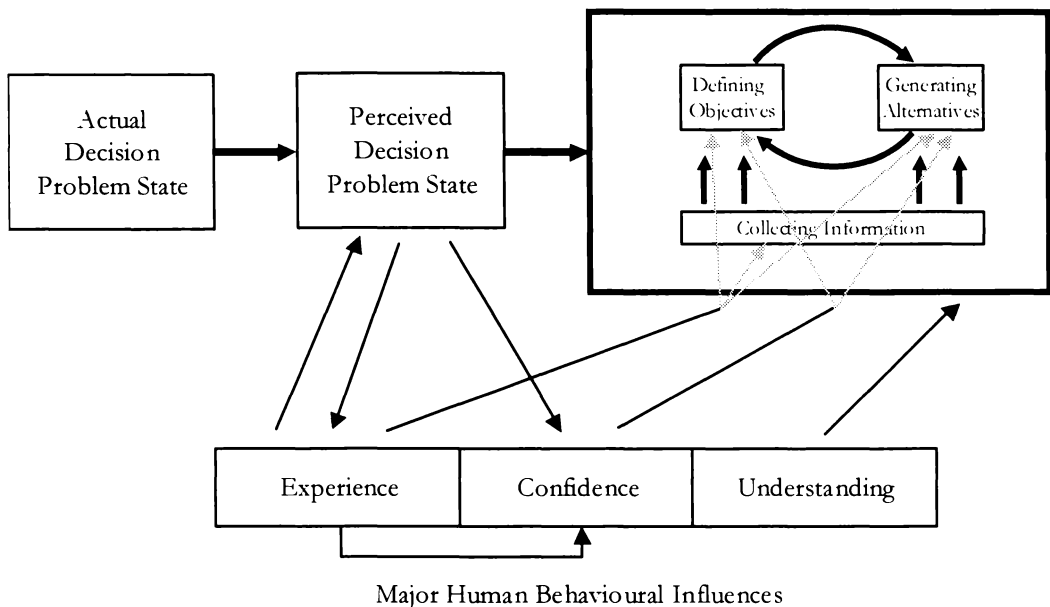 Actual
Decision
Problem State
Perceived
Decision
Problem State
Defining
Objectives
Generating
Alternatives
Collecting Information
Experience
Confidence
Understanding
Major Human Behavioural Influences